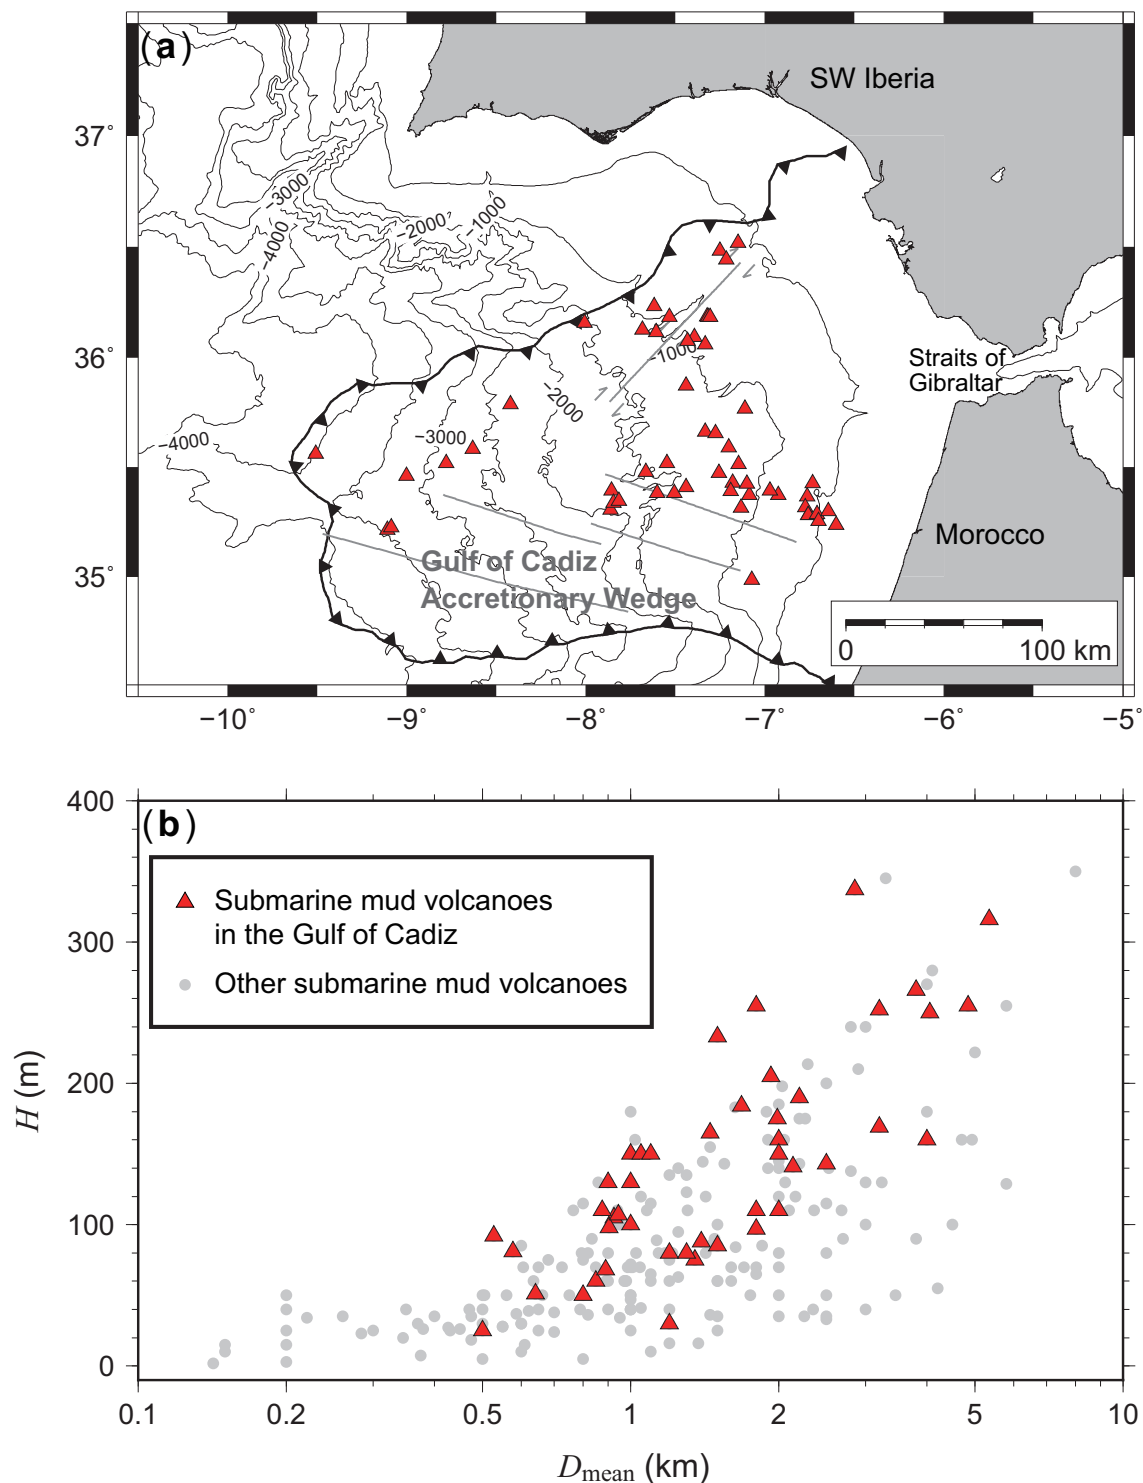 (a)
SW Iberia
37°
−3000
−1000
−2000
−4000
36°
−1000
Straits of
Gibraltar
−2000
−3000
−4000
Morocco
35°
Gulf of Cadiz
Accretionary Wedge
0 100 km
−10° −9° −8° −7° −6° −5°
400
(b)
Submarine mud volcanoes
in the Gulf of Cadiz
Other submarine mud volcanoes
300
200
100
0
H (m)
0.1 0.2 0.5 1 2 5 10
Dmean (km)